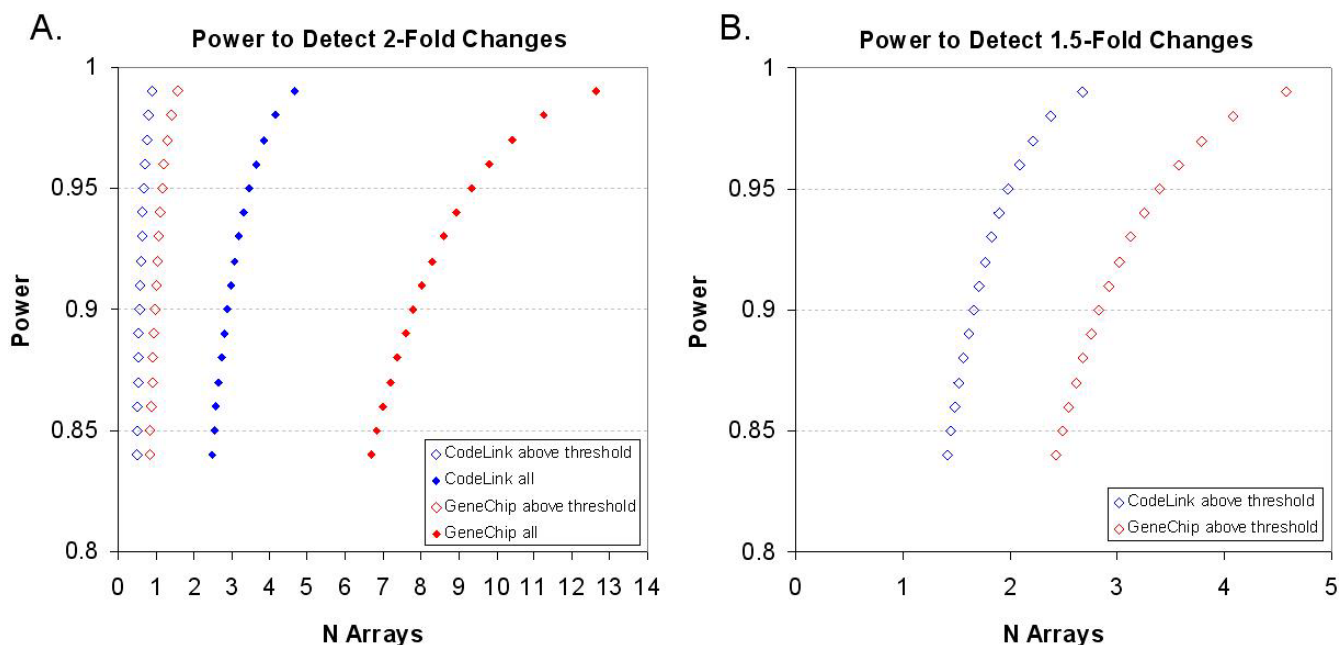 A.
Power to Detect 2-Fold Changes
1
0.95
0.9
0.85
0.8
Power
0 1 2 3 4 5 6 7 8 9 10 11 12 13 14
N Arrays
CodeLink above threshold
CodeLink all
GeneChip above threshold
GeneChip all
B.
Power to Detect 1.5-Fold Changes
1
0.95
0.9
0.85
0.8
Power
0 1 2 3 4 5
N Arrays
CodeLink above threshold
GeneChip above threshold